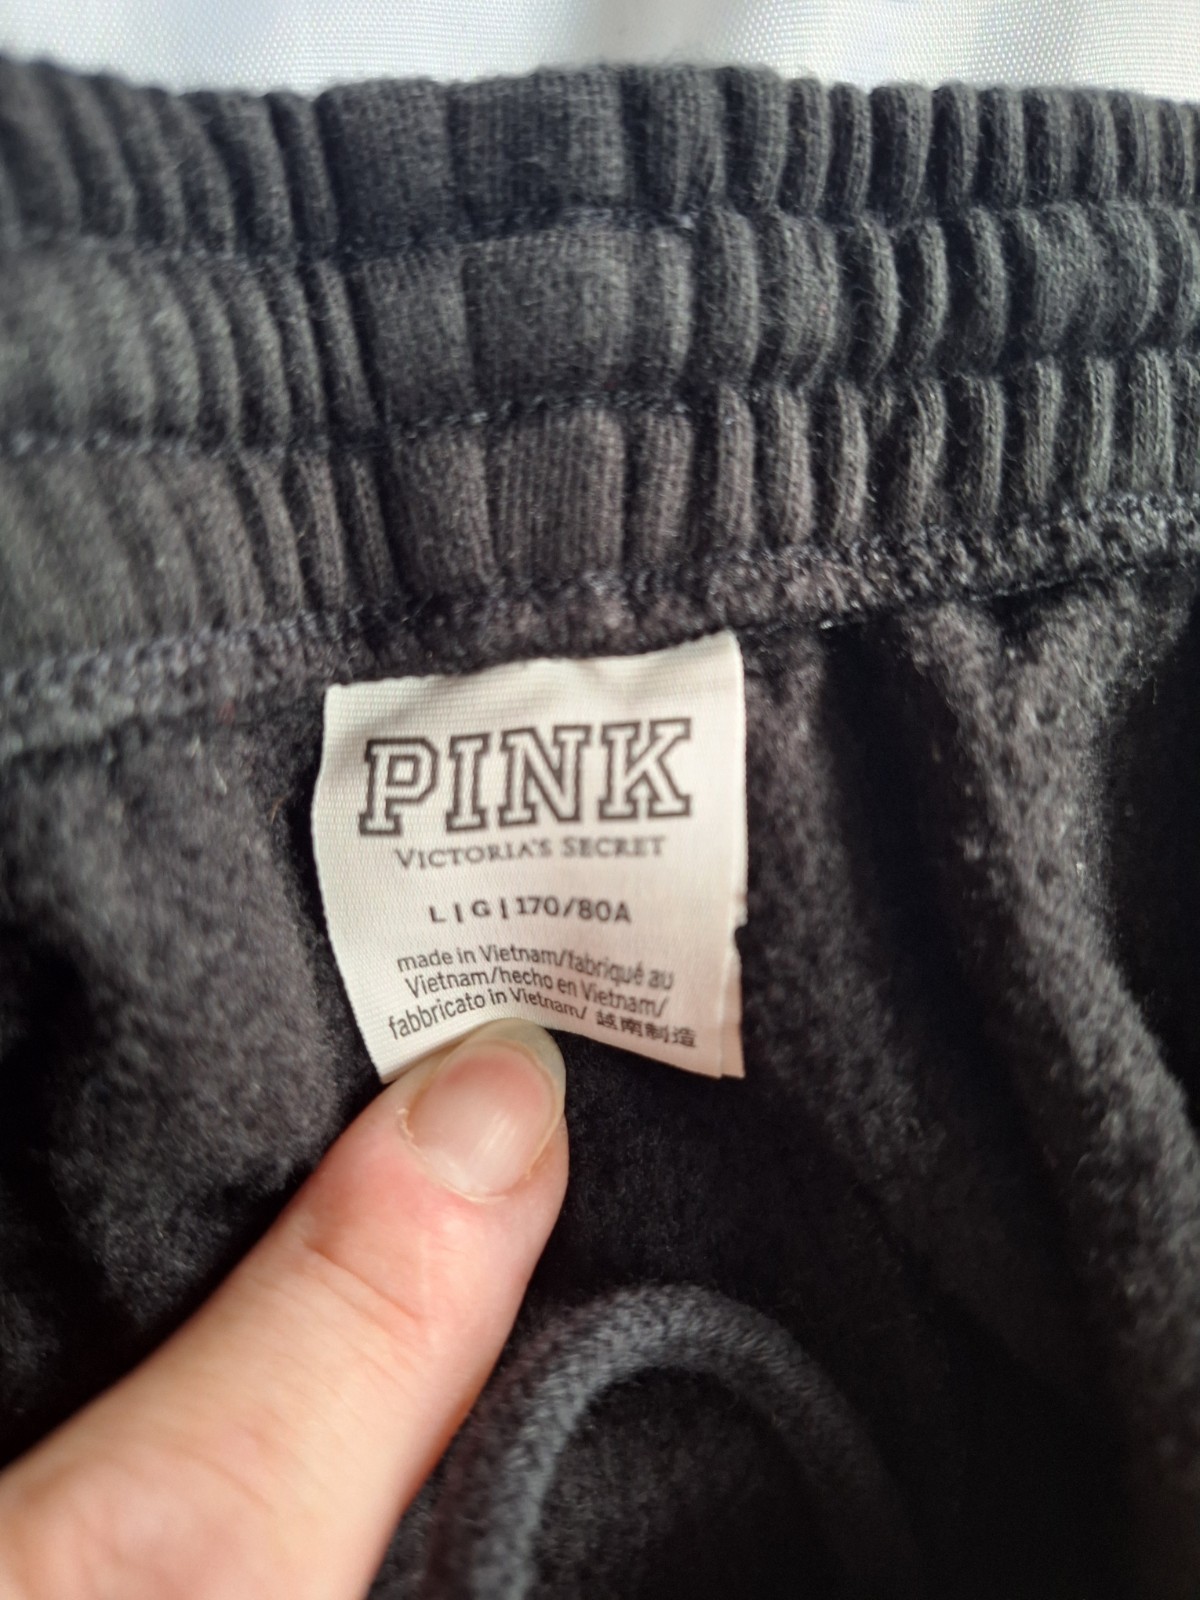 PINK
VICTORIA'S SECRET
L | G | 170/80A
made in Vietnam/fabriqué au
Vietnam/hecho en Vietnam/
fabbricato in Vietnam/ 越南制造